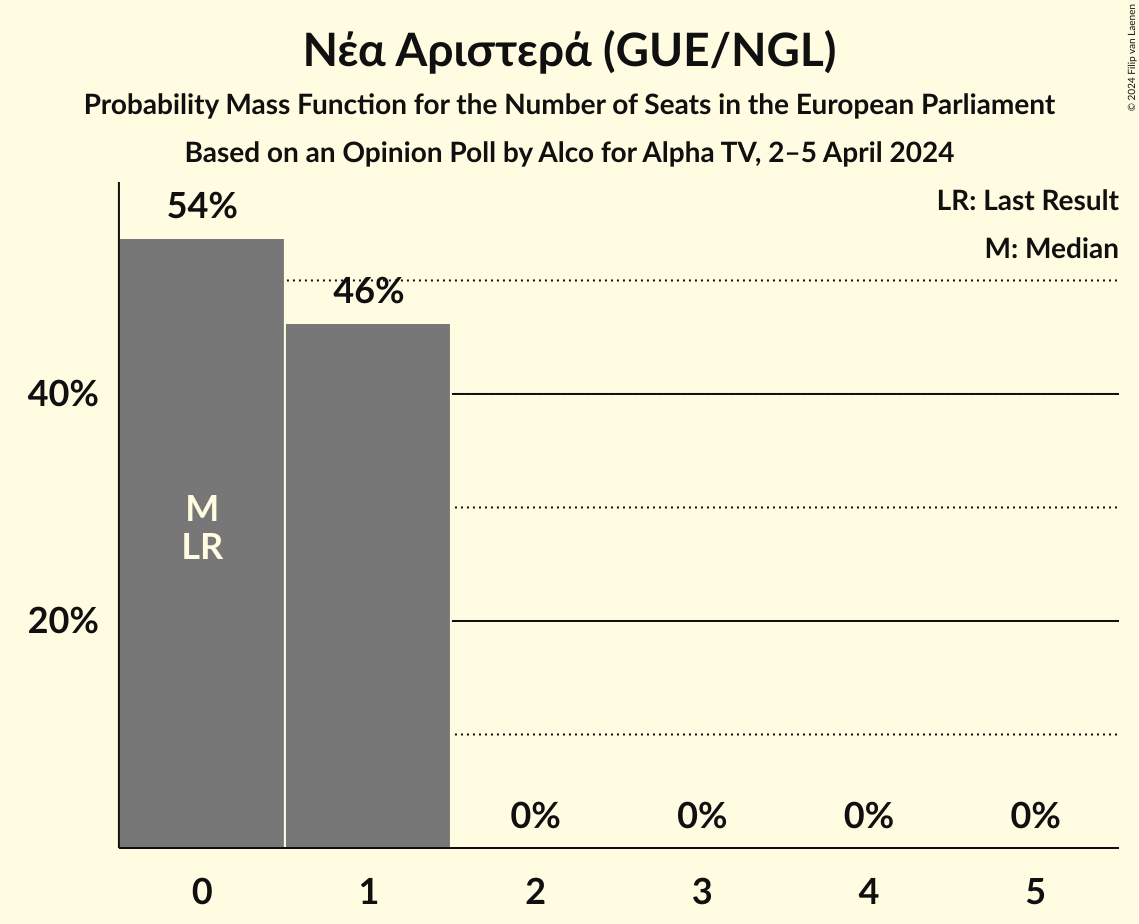 Νέα Αριστερά (GUE/NGL)
Probability Mass Function for the Number of Seats in the European Parliament
Based on an Opinion Poll by Alco for Alpha TV, 2–5 April 2024
© 2024 Filip van Laenen
LR: Last Result
M: Median
54%
46%
40%
20%
M
LR
0% 0% 0% 0%
0 1 2 3 4 5